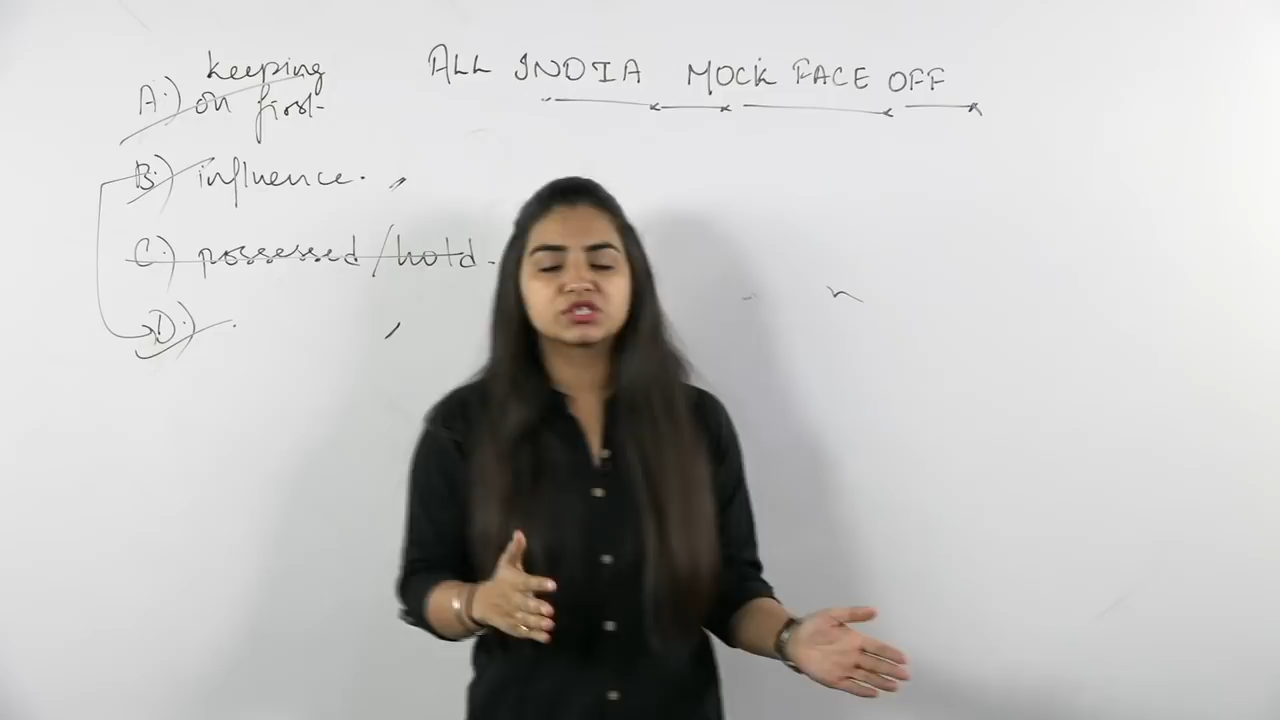 ALL INDIA MOCK FACE OFF
A.) keeping
on first
B.) influence.
C.) possessed/hold.
D.)